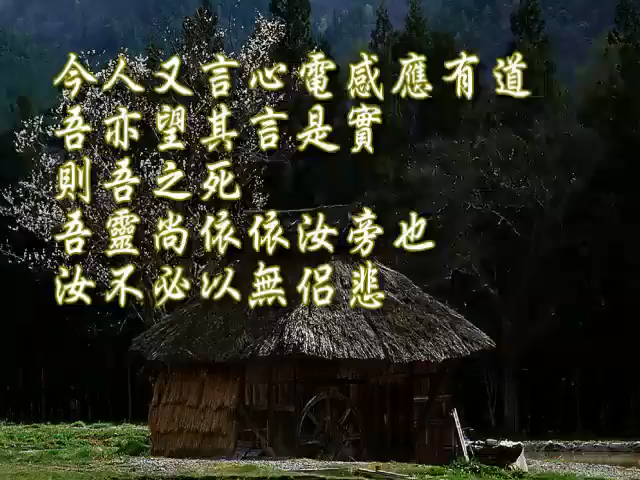 今人又言心電感應有道
吾亦望其言是實
則吾之死
吾靈尚依依汝旁也
汝不必以無侶悲